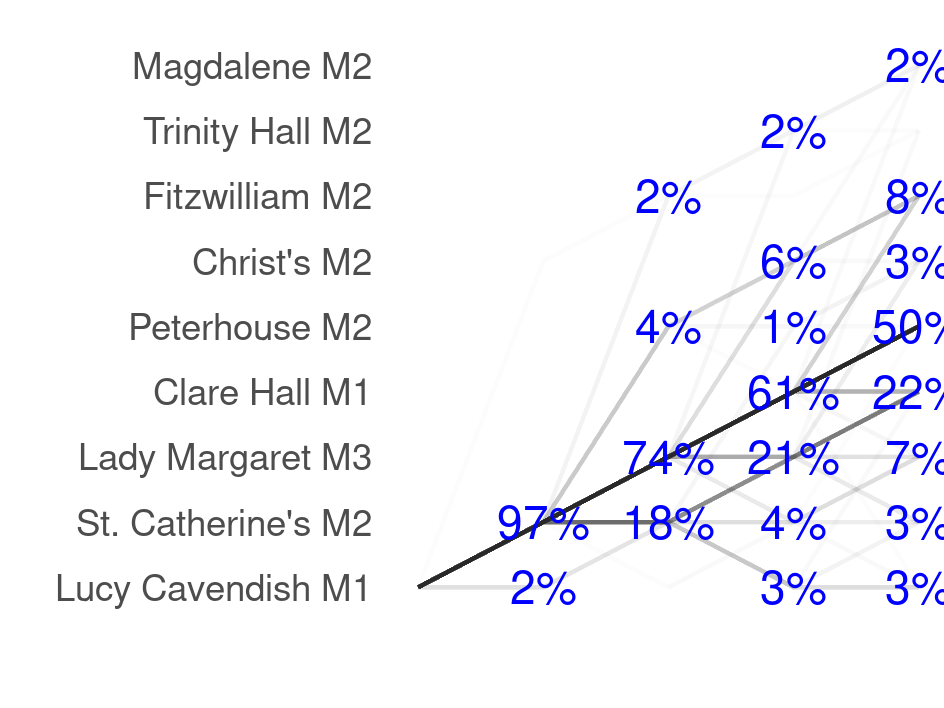 Magdalene M2 2%
Trinity Hall M2 2%
Fitzwilliam M2 2% 8%
Christ's M2 6% 3%
Peterhouse M2 4% 1% 50%
Clare Hall M1 61% 22%
Lady Margaret M3 74% 21% 7%
St. Catherine's M2 97% 18% 4% 3%
Lucy Cavendish M1 2% 3% 3%